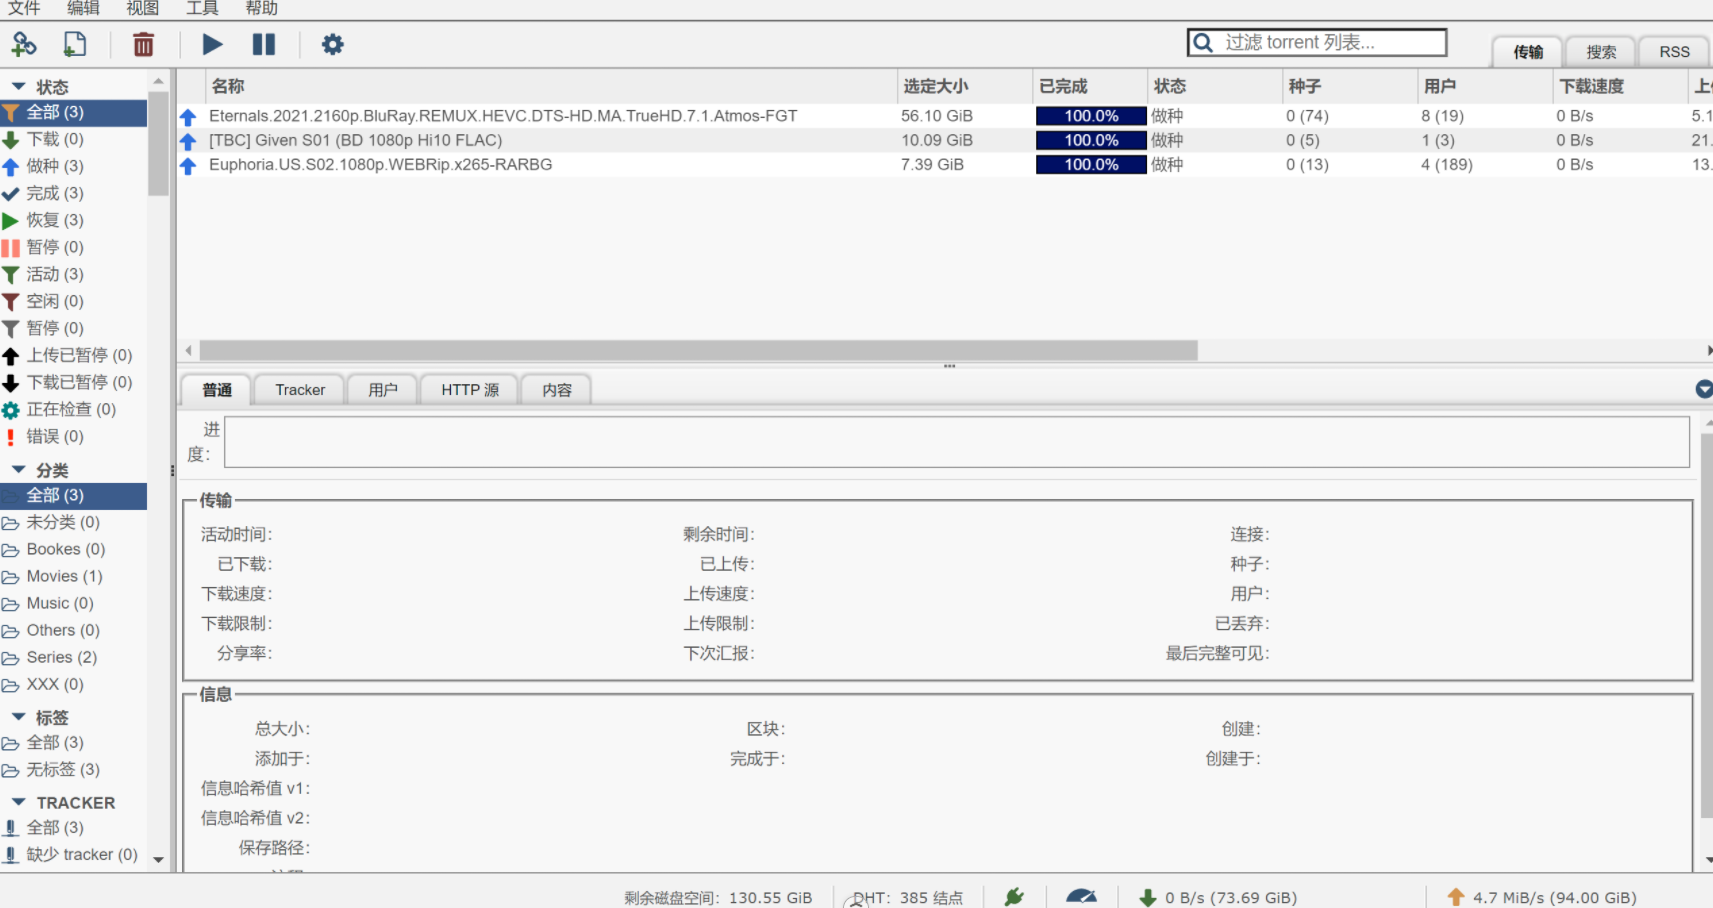 文件 编辑 视图 工具 帮助
过滤 torrent 列表...
传输 搜索 RSS
状态
全部 (3)
下载 (0)
做种 (3)
完成 (3)
恢复 (3)
暂停 (0)
活动 (3)
空闲 (0)
暂停 (0)
上传已暂停 (0)
下载已暂停 (0)
正在检查 (0)
错误 (0)
分类
全部 (3)
未分类 (0)
Bookes (0)
Movies (1)
Music (0)
Others (0)
Series (2)
XXX (0)
标签
全部 (3)
无标签 (3)
TRACKER
全部 (3)
缺少 tracker (0)
名称 选定大小 已完成 状态 种子 用户 下载速度
Eternals.2021.2160p.BluRay.REMUX.HEVC.DTS-HD.MA.TrueHD.7.1.Atmos-FGT 56.10 GiB 100.0% 做种 0 (74) 8 (19) 0 B/s 5.1
[TBC] Given S01 (BD 1080p Hi10 FLAC) 10.09 GiB 100.0% 做种 0 (5) 1 (3) 0 B/s 21.
Euphoria.US.S02.1080p.WEBRip.x265-RARBG 7.39 GiB 100.0% 做种 0 (13) 4 (189) 0 B/s 13.
普通 Tracker 用户 HTTP 源 内容
进
度:
传输
活动时间: 剩余时间: 连接:
已下载: 已上传: 种子:
下载速度: 上传速度: 用户:
下载限制: 上传限制: 已丢弃:
分享率: 下次汇报: 最后完整可见:
信息
总大小: 区块: 创建:
添加于: 完成于: 创建于:
信息哈希值 v1:
信息哈希值 v2:
保存路径:
剩余磁盘空间: 130.55 GiB DHT: 385 结点 0 B/s (73.69 GiB) 4.7 MiB/s (94.00 GiB)